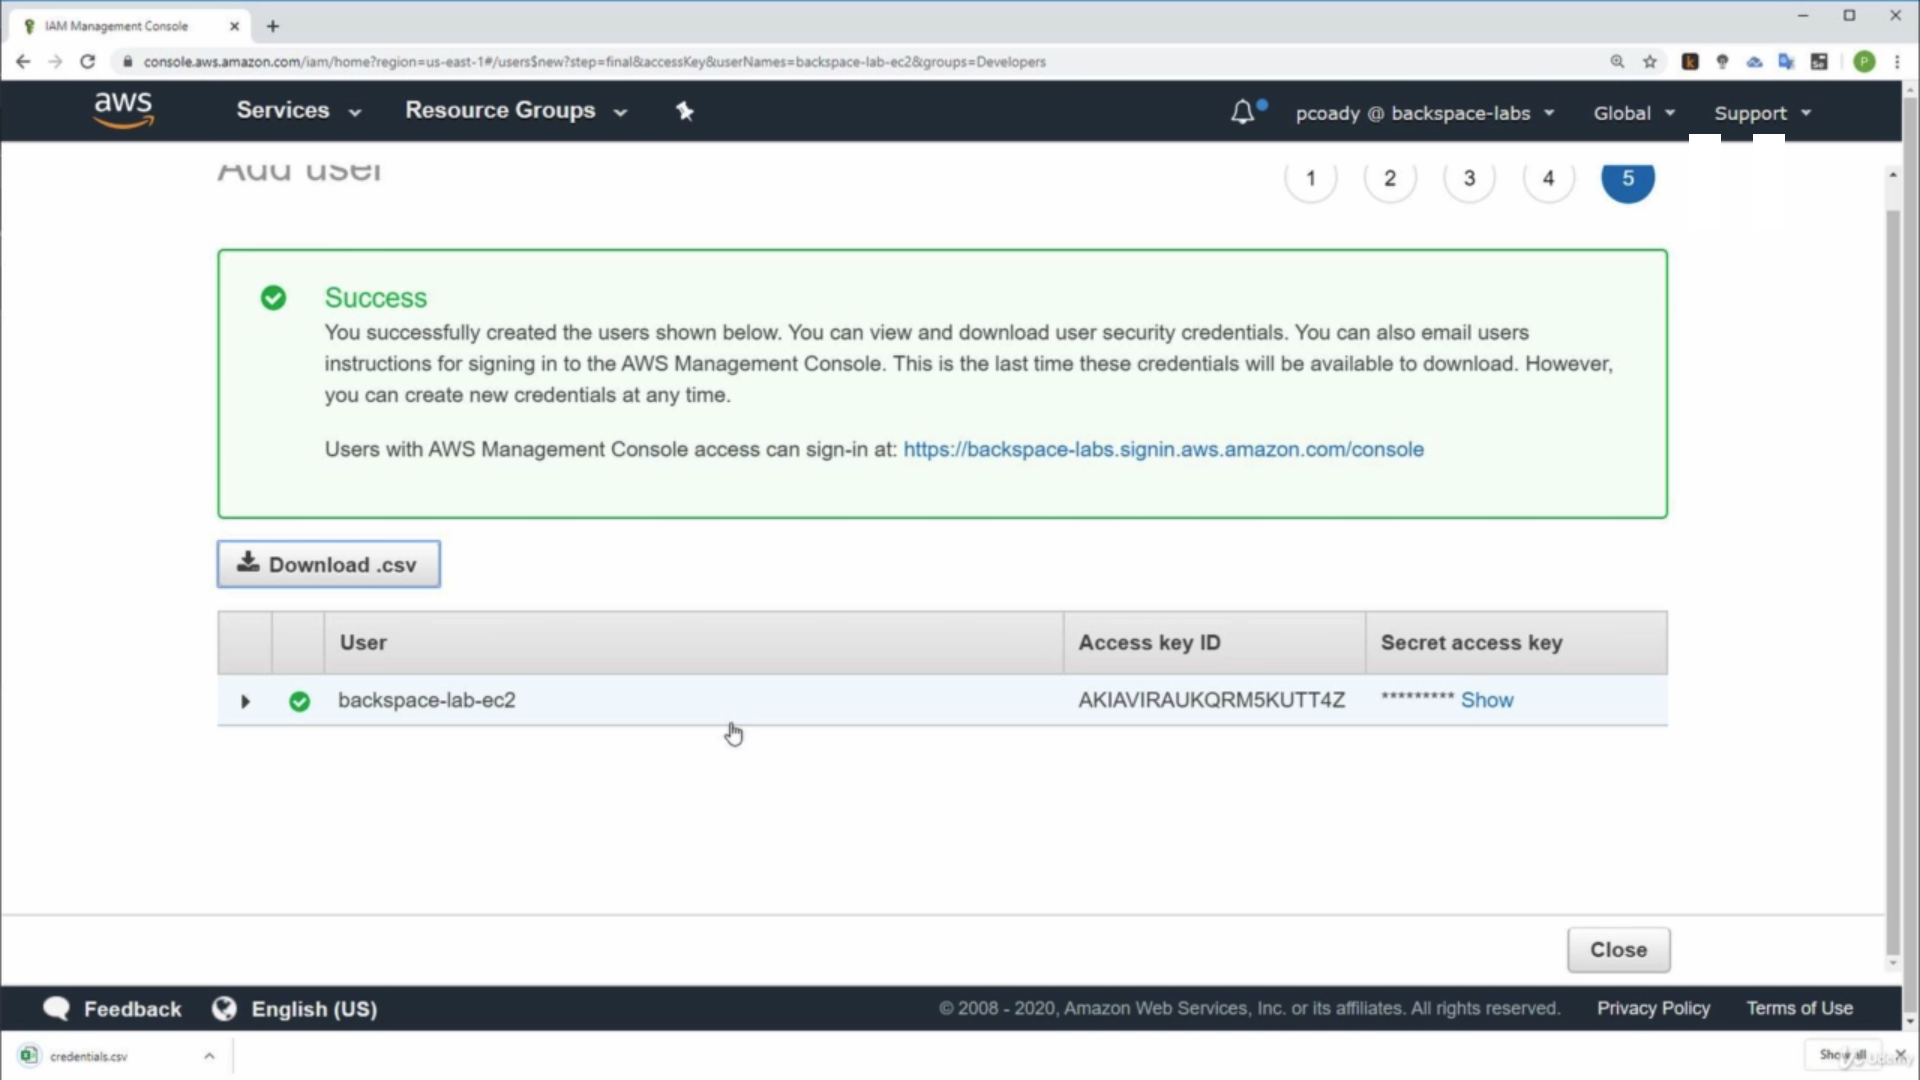 IAM Management Console
console.aws.amazon.com/iam/home?region=us-east-1#/users$new?step=final&accessKey&userNames=backspace-lab-ec2&groups=Developers
aws Services Resource Groups pcoady @ backspace-labs Global Support
Add user 1 2 3 4 5
Success
You successfully created the users shown below. You can view and download user security credentials. You can also email users
instructions for signing in to the AWS Management Console. This is the last time these credentials will be available to download. However,
you can create new credentials at any time.
Users with AWS Management Console access can sign-in at: https://backspace-labs.signin.aws.amazon.com/console
Download .csv
User Access key ID Secret access key
backspace-lab-ec2 AKIAVIRAUKQRM5KUTT4Z ********* Show
Close
Feedback English (US) © 2008 - 2020, Amazon Web Services, Inc. or its affiliates. All rights reserved. Privacy Policy Terms of Use
credentials.csv Show all